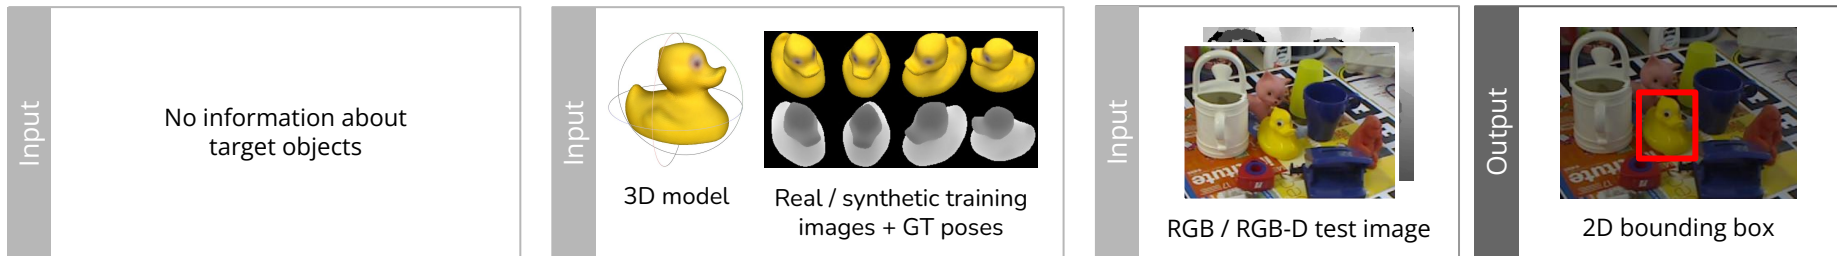 Input
No information about
target objects
Input
3D model
Real / synthetic training
images + GT poses
Input
RGB / RGB-D test image
Output
2D bounding box